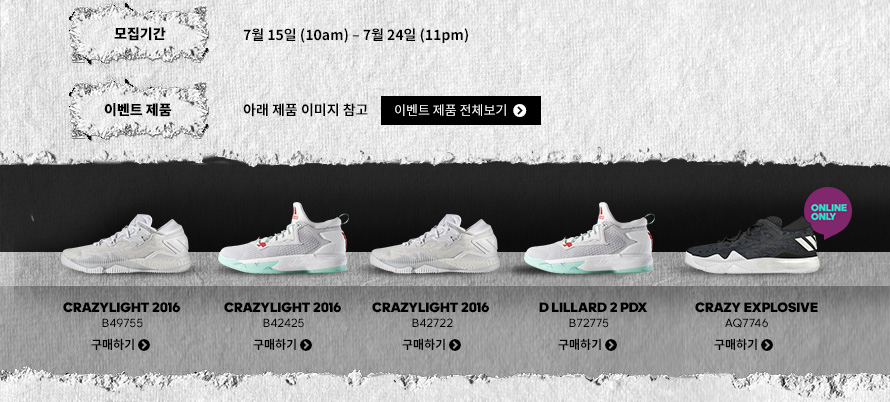 모집기간
7월 15일 (10am) – 7월 24일 (11pm)
이벤트 제품
아래 제품 이미지 참고
이벤트 제품 전체보기
ONLINE
ONLY
CRAZYLIGHT 2016
B49755
구매하기
CRAZYLIGHT 2016
B42425
구매하기
CRAZYLIGHT 2016
B42722
구매하기
D LILLARD 2 PDX
B72775
구매하기
CRAZY EXPLOSIVE
AQ7746
구매하기